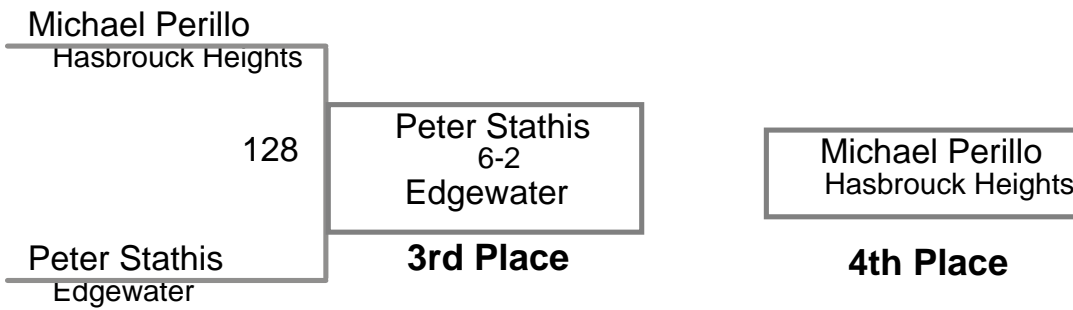 Michael Perillo
Hasbrouck Heights
128
Peter Stathis
Edgewater
Peter Stathis
6-2
Edgewater
3rd Place
Michael Perillo
Hasbrouck Heights
4th Place